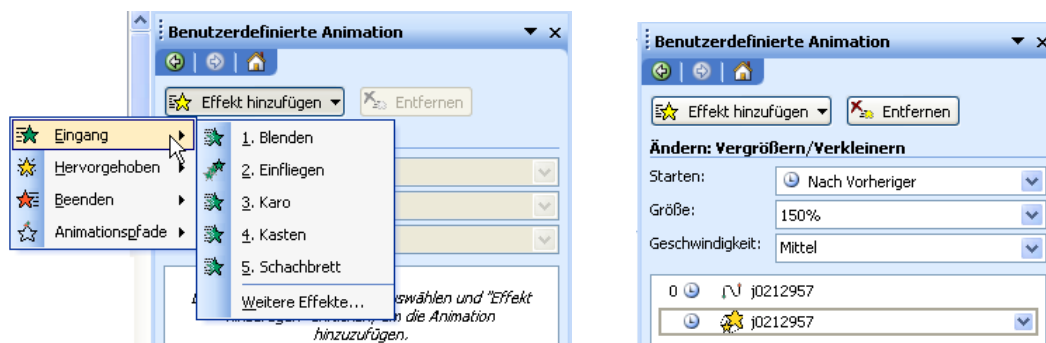 Benutzerdefinierte Animation
Effekt hinzufügen Entfernen
Eingang
Hervorgehoben
Beenden
Animationspfade
1. Blenden
2. Einfliegen
3. Karo
4. Kasten
5. Schachbrett
Weitere Effekte...
swählen und "Effekt
um die Animation
hinzuzufügen.
Benutzerdefinierte Animation
Effekt hinzufügen Entfernen
Ändern: Vergrößern/Verkleinern
Starten: Nach Vorheriger
Größe: 150%
Geschwindigkeit: Mittel
0 j0212957
j0212957